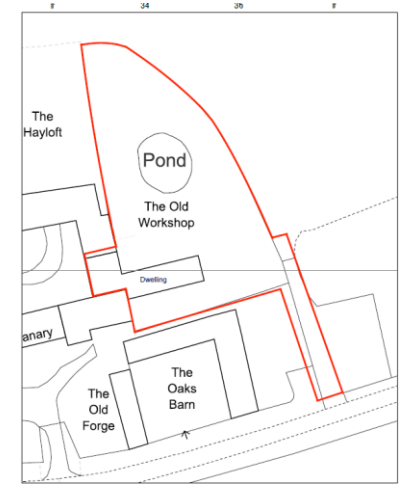 34
36
The
Hayloft
Pond
The Old
Workshop
Dwelling
anary
The
Oaks
Barn
The
Old
Forge